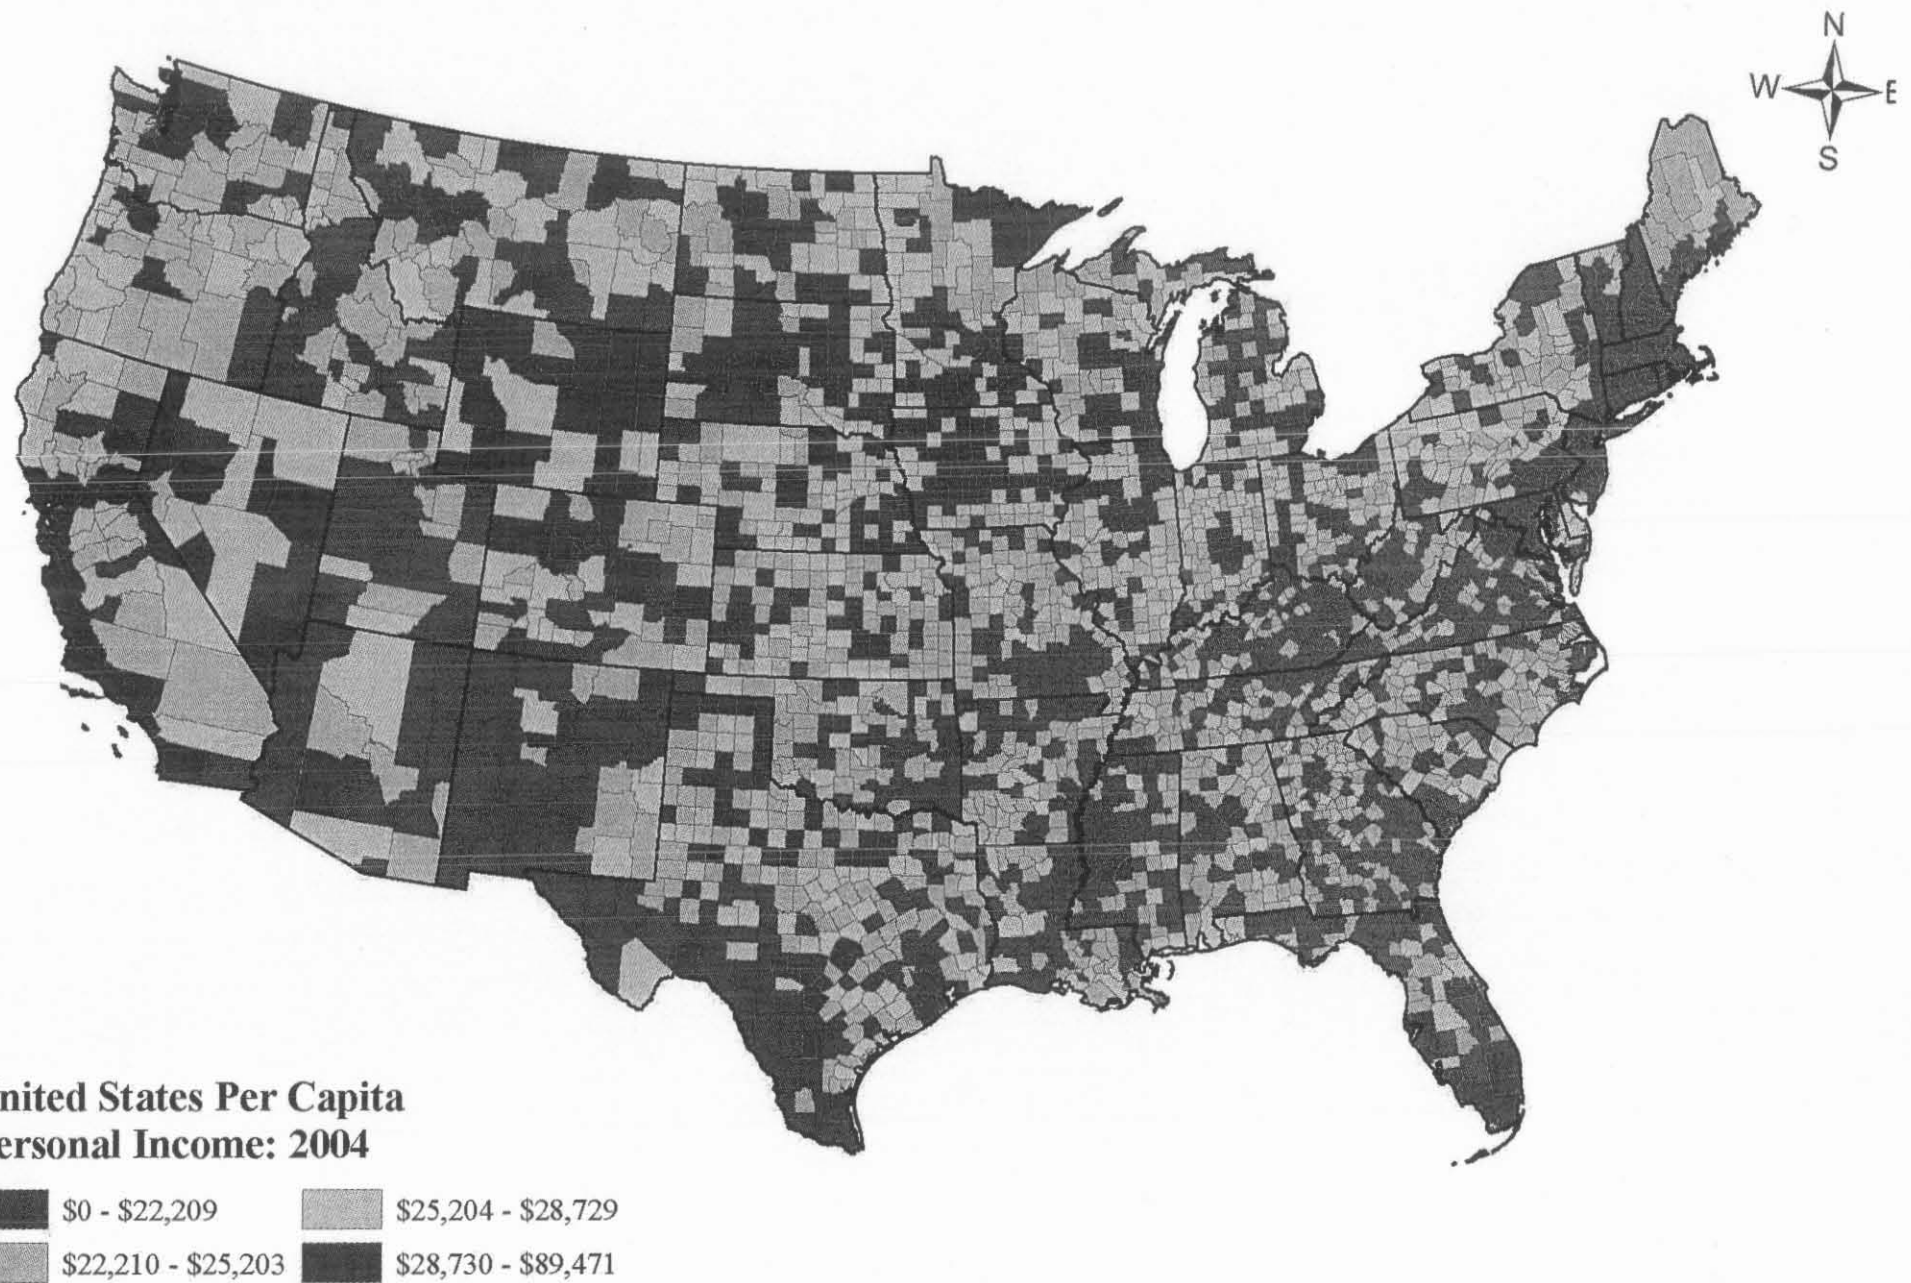 N
W E
S
nited States Per Capita
ersonal Income: 2004
$0 - $22,209
$25,204 - $28,729
$22,210 - $25,203
$28,730 - $89,471